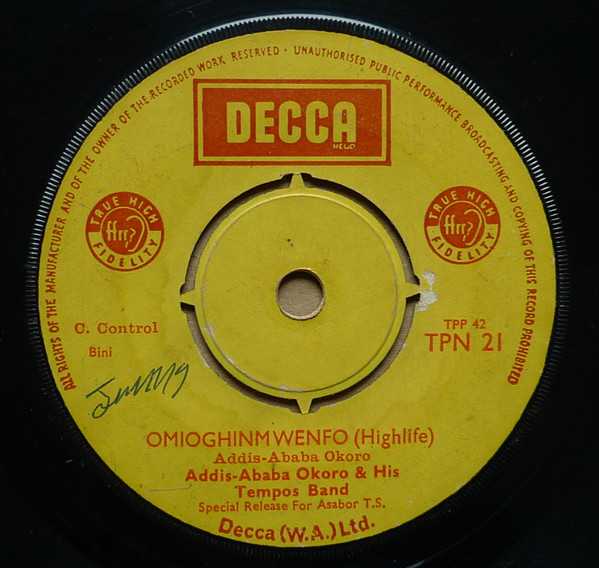 ALL RIGHTS OF THE MANUFACTURER AND OF THE OWNER OF THE RECORDED WORK RESERVED · UNAUTHORISED PUBLIC PERFORMANCE BROADCASTING AND COPYING OF THIS RECORD PROHIBITED
DECCA
REGD
TRUE HIGH
ffrr
FIDELITY
TRUE HIGH
ffrr
FIDELITY
C. Control
Bini
TPP 42
TPN 21
OMIOGHINMWENFO (Highlife)
Addis-Ababa Okoro
Addis-Ababa Okoro & His
Tempos Band
Special Release For Asabor T.S.
Decca (W.A.) Ltd.